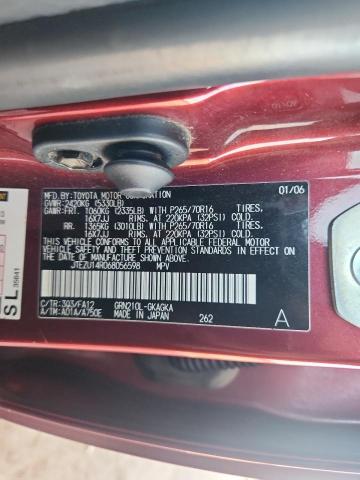 MFD.BY:TOYOTA MOTOR CORPORATION 01/06
GVWR:2420KG (5330LB)
GAWR:FRT. 1060KG (2335LB) WITH P265/70R16 TIRES,
16X7JJ RIMS, AT 220KPA (32PSI) COLD.
RR. 1365KG (3010LB) WITH P265/70R16 TIRES,
16X7JJ RIMS, AT 220KPA (32PSI) COLD.
THIS VEHICLE CONFORMS TO ALL APPLICABLE FEDERAL MOTOR
VEHICLE SAFETY, BUMPER, AND THEFT PREVENTION STANDARDS IN EFFECT ON
THE DATE OF MANUFACTURE SHOWN ABOVE.
JTEZU14R068056598 MPV
C/TR:3Q3/FA12 GRN210L-GKAGKA
A/TM:A01A/A750E MADE IN JAPAN 262 A
SL 35641